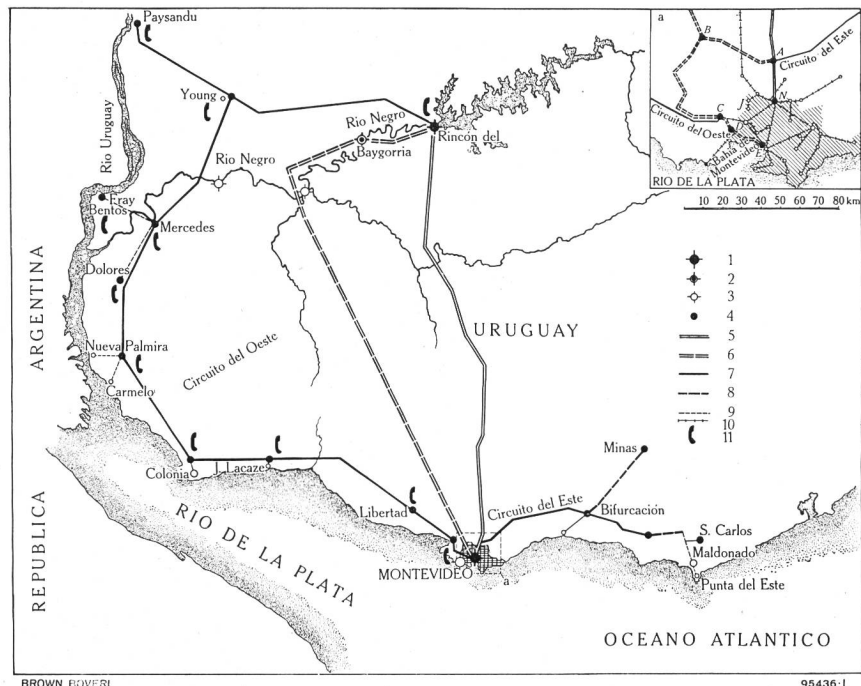 Paysandu
Young
Rio Uruguay
Rio Negro
Rio Negro
Rincón del
Baygorria
Fray
Bentos
Mercedes
Dolores
ARGENTINA
REPUBLICA
Nueva Palmira
Carmelo
Circuito del Oeste
URUGUAY
Colonia
J. Lacaze
Libertad
RIO DE LA PLATA
MONTEVIDEO
a
Circuito del Este
Minas
Bifurcación
S. Carlos
Maldonado
Punta del Este
OCEANO ATLANTICO
a
B
A
Circuito del Este
N
J
C
D
E
Circuito del Oeste
Bahia
Montevideo
RIO DE LA PLATA
10 20 30 40 50 60 70 80 km
1
2
3
4
5
6
7
8
9
10
11
BROWN BOVERI
95436·I